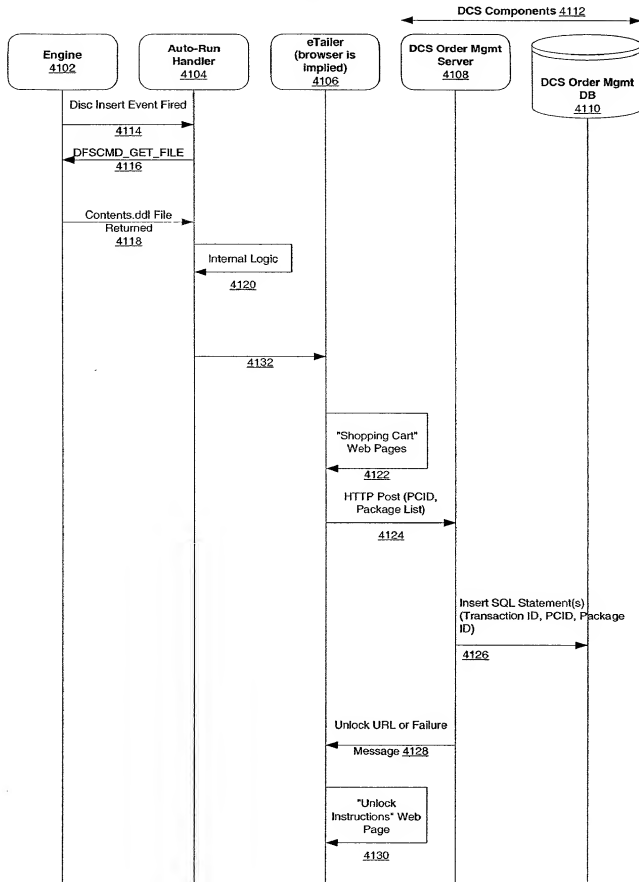 DCS Components 4112
Engine
4102
Auto-Run
Handler
4104
eTailer
(browser is
implied)
4106
DCS Order Mgmt
Server
4108
DCS Order Mgmt
DB
4110
Disc Insert Event Fired
4114
DFSCMD_GET_FILE
4116
Contents.ddl File
Returned
4118
Internal Logic
4120
4132
"Shopping Cart"
Web Pages
4122
HTTP Post (PCID,
Package List)
4124
Insert SQL Statement(s)
(Transaction ID, PCID, Package
ID)
4126
Unlock URL or Failure
Message 4128
"Unlock
Instructions" Web
Page
4130